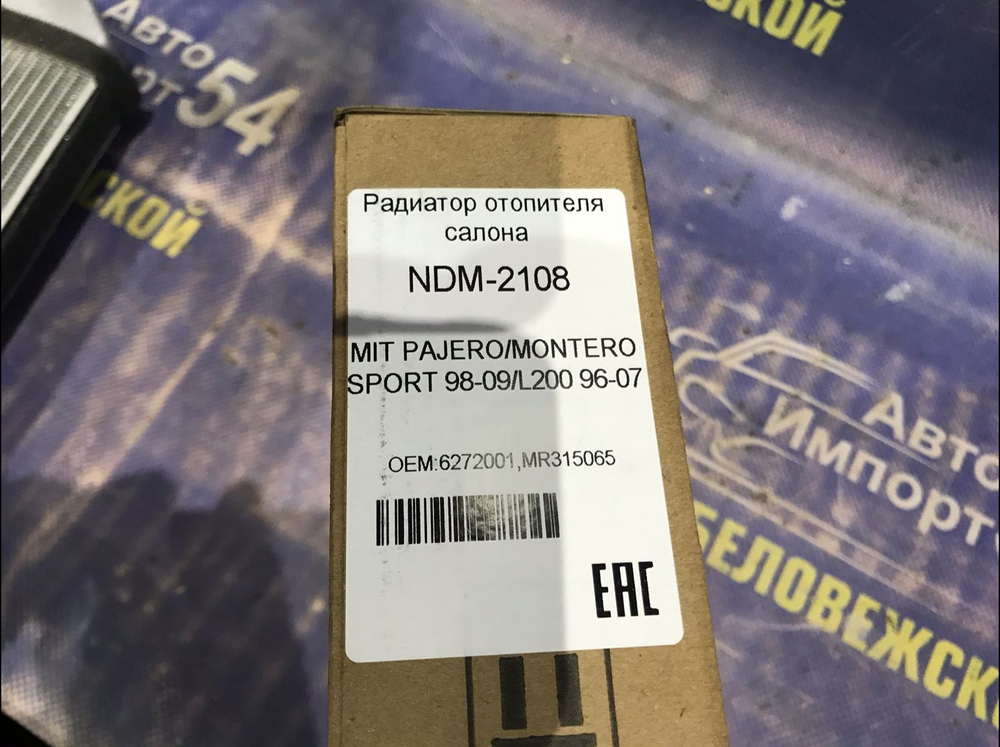 АВТО
54
СКОЙ
СКОЙ
Радиатор отопителя
салона
NDM-2108
MIT PAJERO/MONTERO
SPORT 98-09/L200 96-07
OEM:6272001,MR315065
EAC
Авто
Импорт
БЕЛОВЕЖСК